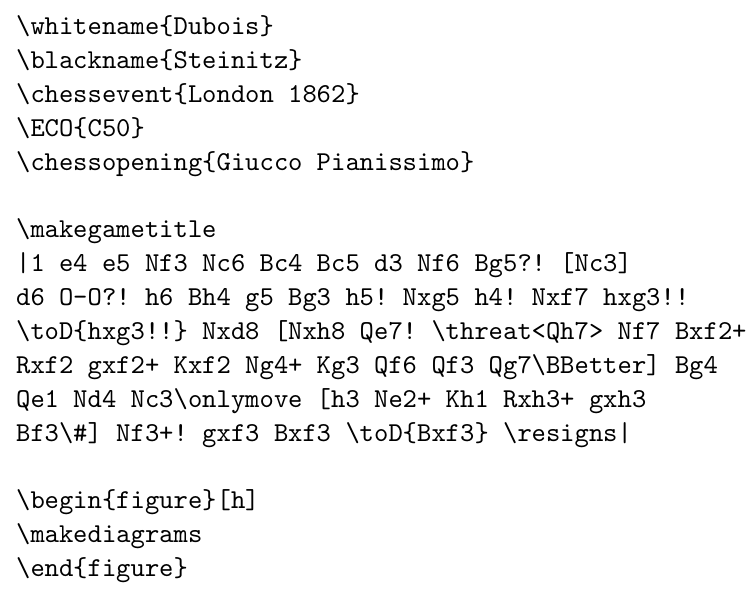 \whitename{Dubois}
\blackname{Steinitz}
\chessevent{London 1862}
\ECO{C50}
\chessopening{Giucco Pianissimo}
\makegametitle
|1 e4 e5 Nf3 Nc6 Bc4 Bc5 d3 Nf6 Bg5?! [Nc3]
d6 O-O?! h6 Bh4 g5 Bg3 h5! Nxg5 h4! Nxf7 hxg3!!
\toD{hxg3!!} Nxd8 [Nxh8 Qe7! \threat<Qh7> Nf7 Bxf2+
Rxf2 gxf2+ Kxf2 Ng4+ Kg3 Qf6 Qf3 Qg7\BBetter] Bg4
Qe1 Nd4 Nc3\onlymove [h3 Ne2+ Kh1 Rxh3+ gxh3
Bf3\#] Nf3+! gxf3 Bxf3 \toD{Bxf3} \resigns|
\begin{figure}[h]
\makediagrams
\end{figure}